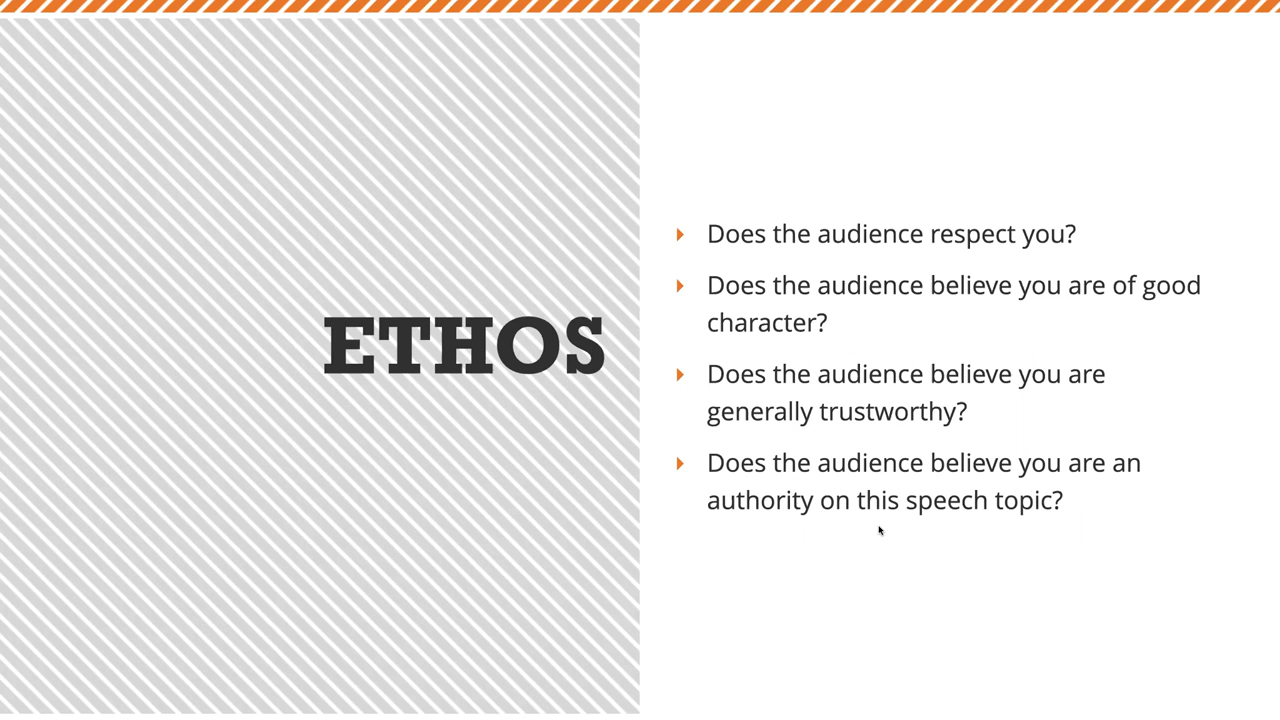 ETHOS
Does the audience respect you?
Does the audience believe you are of good
character?
Does the audience believe you are
generally trustworthy?
Does the audience believe you are an
authority on this speech topic?